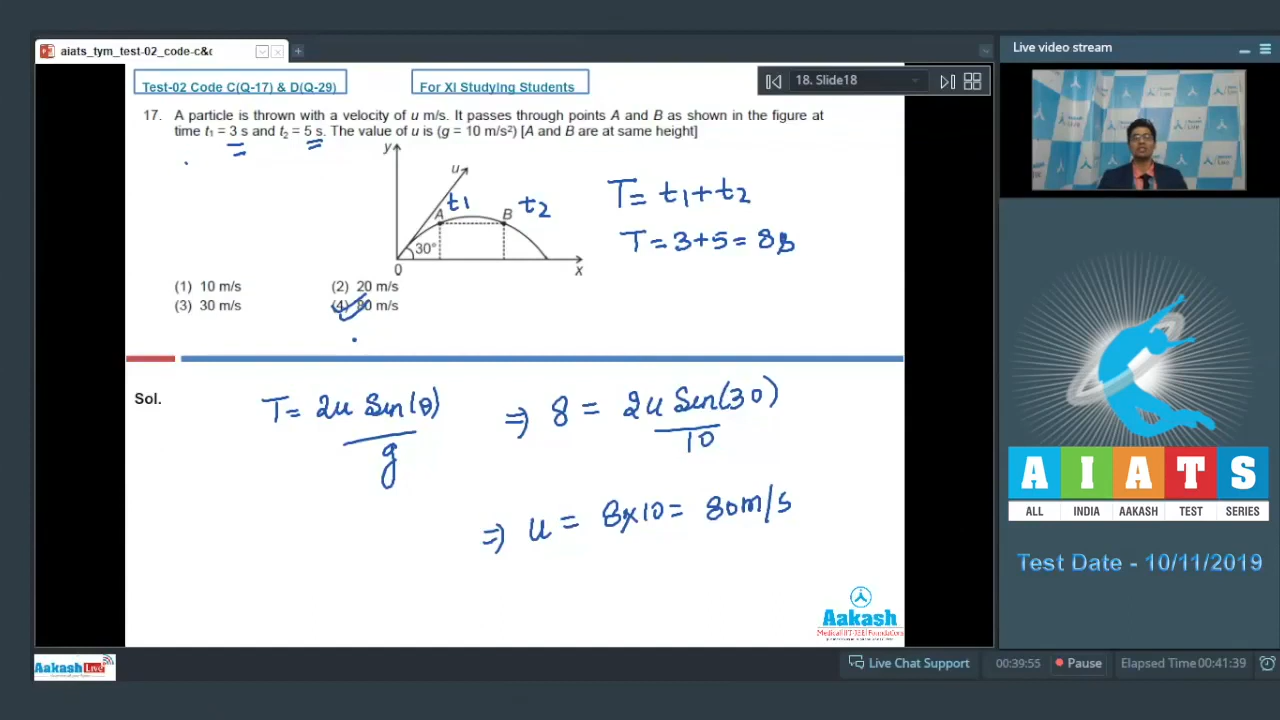 aiats_tym_test-02_code-c&d
Live video stream
Test-02 Code C(Q-17) & D(Q-29)
For XI Studying Students
18. Slide18
17. A particle is thrown with a velocity of u m/s. It passes through points A and B as shown in the figure at
time t₁ = 3 s and t₂ = 5 s. The value of u is (g = 10 m/s²) [A and B are at same height]
y
u
t1
t2
A
B
30°
0
x
T = t1 + t2
T = 3+5 = 8s
(1) 10 m/s
(2) 20 m/s
(3) 30 m/s
(4) 80 m/s
Sol.
T = 2u Sin(θ) / g
⇒ 8 = 2u Sin(30) / 10
⇒ u = 8×10 = 80m/s
A I A T S
ALL INDIA AAKASH TEST SERIES
Test Date - 10/11/2019
Aakash
Medical|IIT-JEE|Foundations
Aakash Live
Live Chat Support
00:39:55
Pause
Elapsed Time 00:41:39